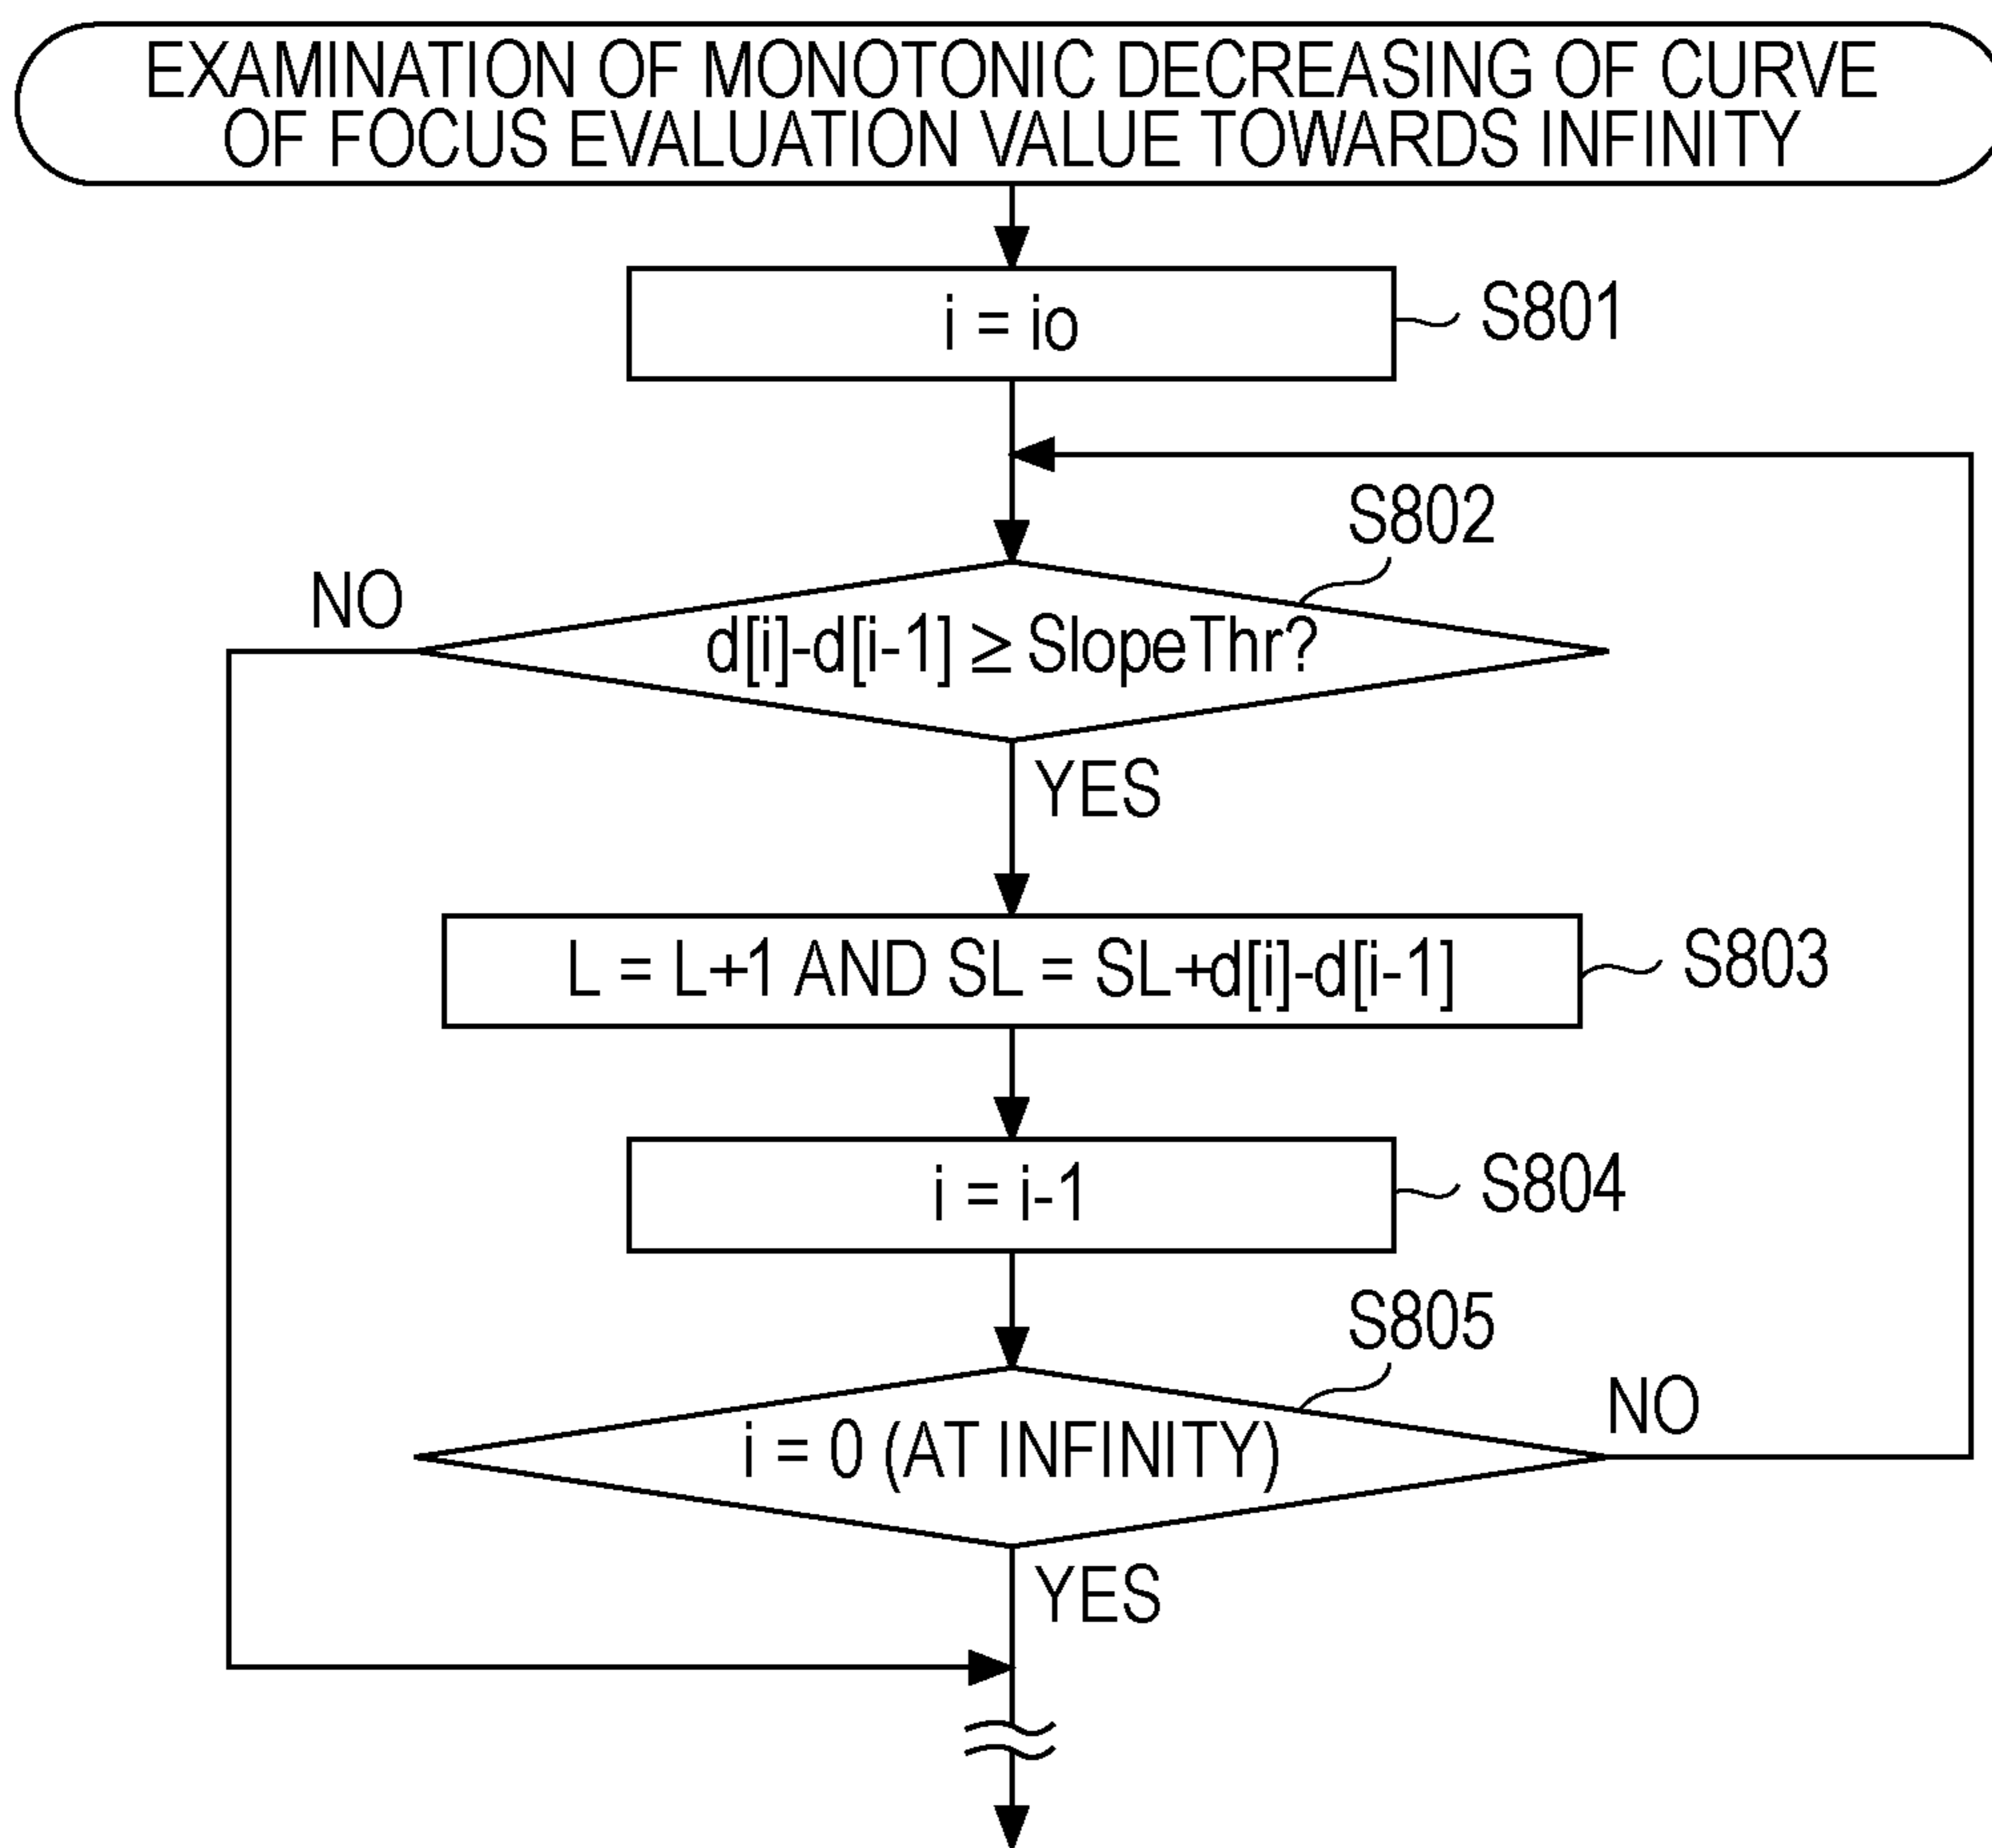 EXAMINATION OF MONOTONIC DECREASING OF CURVE
OF FOCUS EVALUATION VALUE TOWARDS INFINITY
i = io
S801
S802
NO
d[i]-d[i-1] ≥ SlopeThr?
YES
L = L+1 AND SL = SL+d[i]-d[i-1]
S803
i = i-1
S804
S805
NO
i = 0 (AT INFINITY)
YES